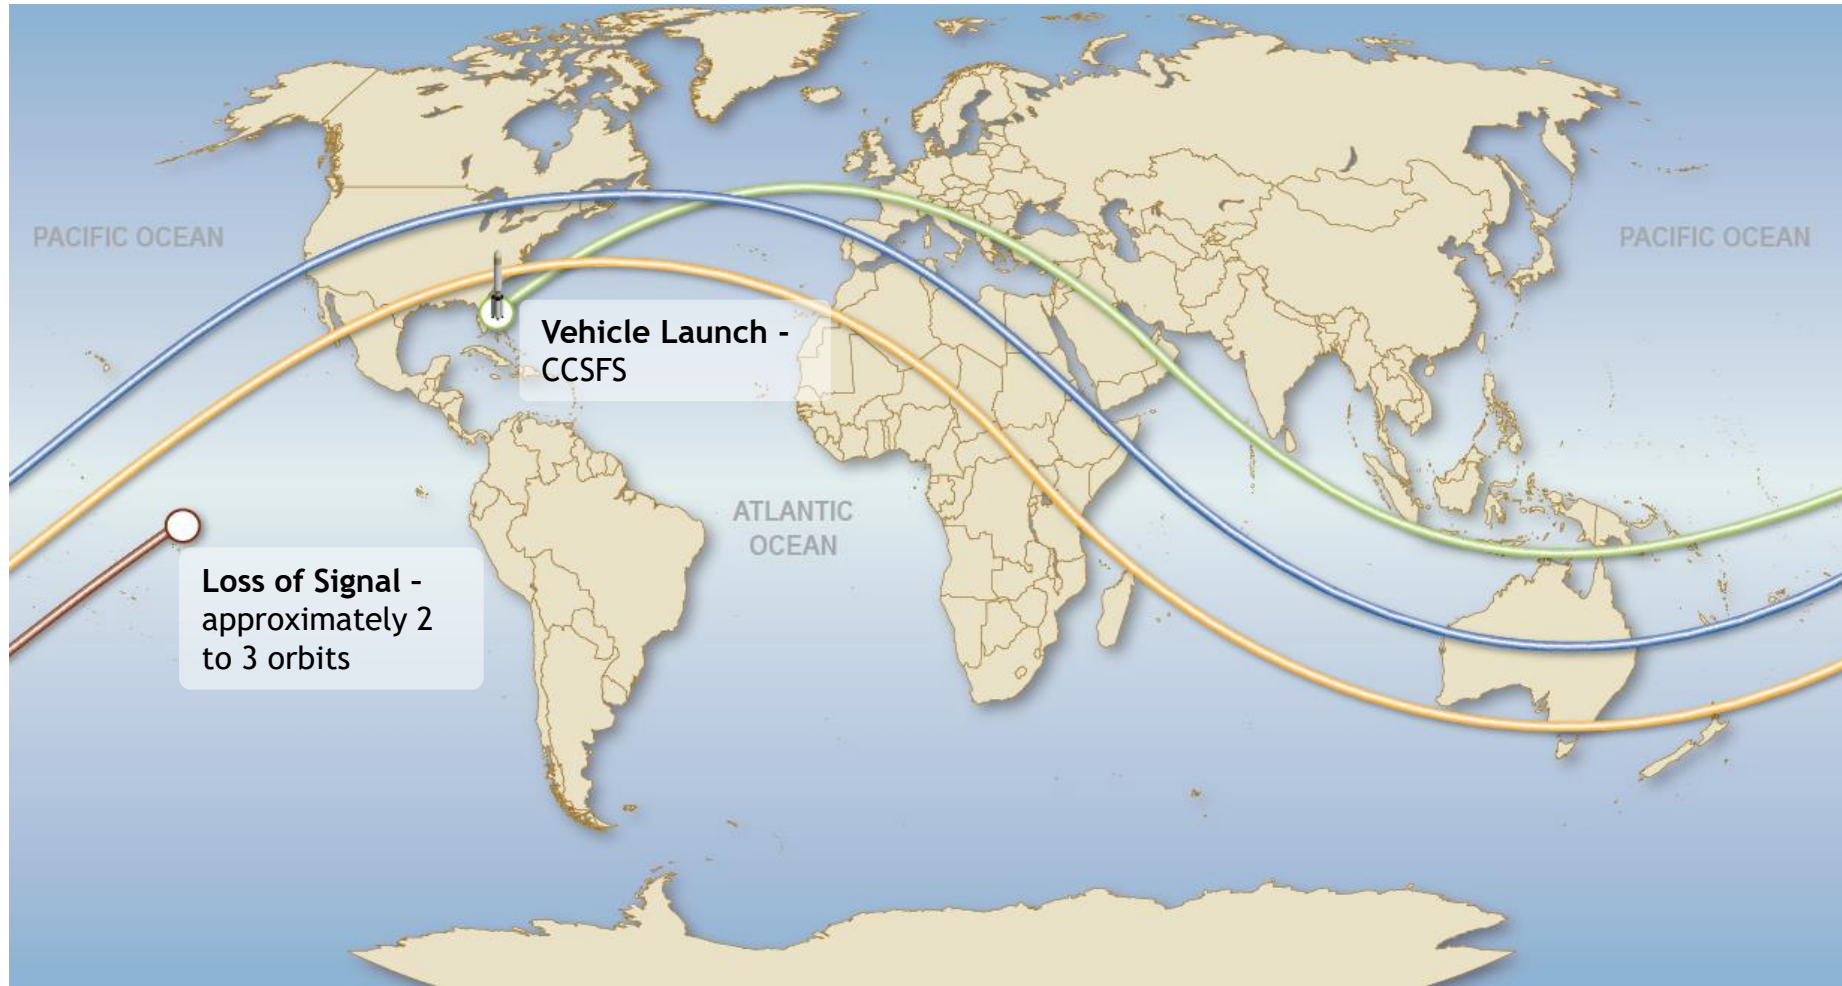 PACIFIC OCEAN
PACIFIC OCEAN
Vehicle Launch -
CCSFS
ATLANTIC
OCEAN
Loss of Signal –
approximately 2
to 3 orbits